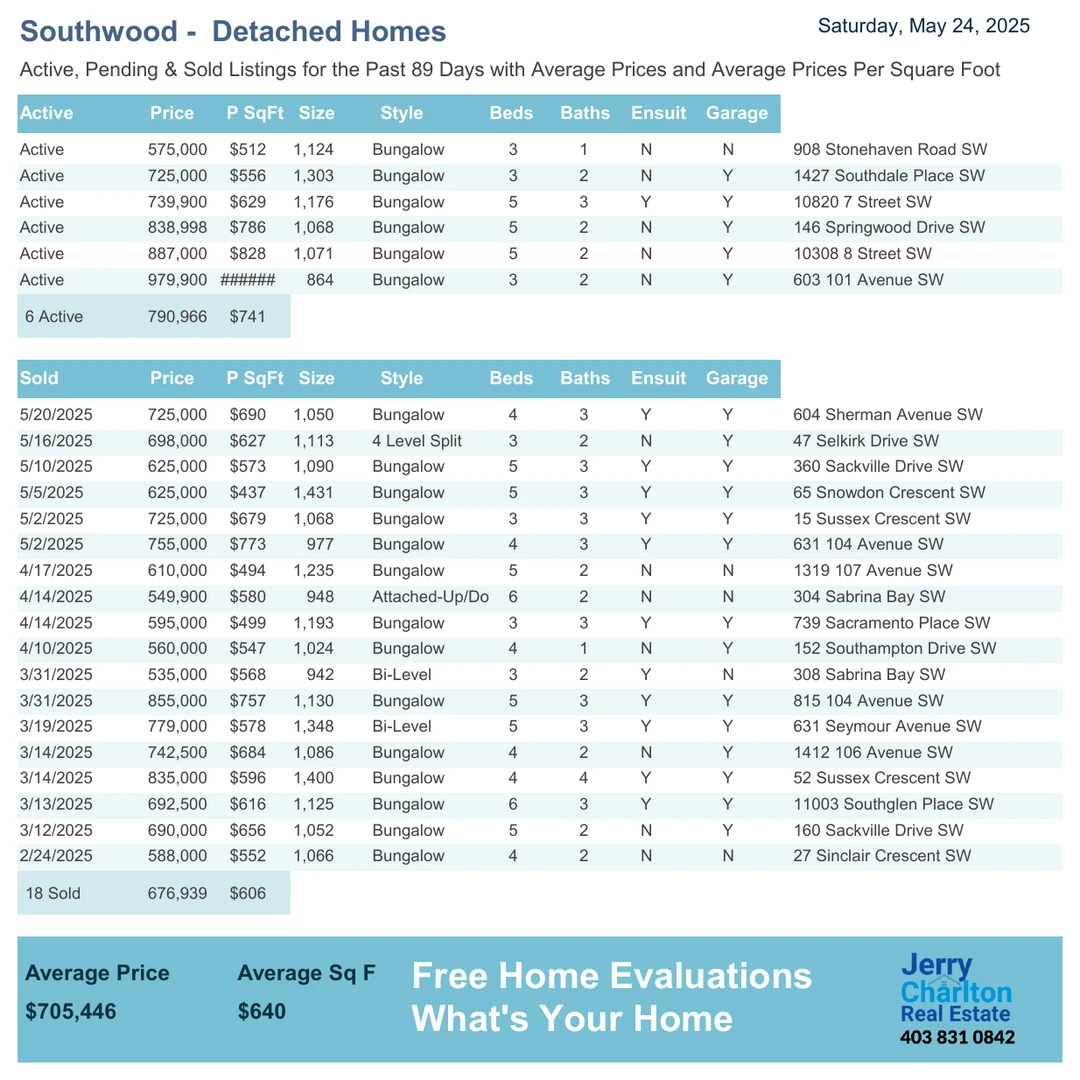 Southwood - Detached Homes
Saturday, May 24, 2025
Active, Pending & Sold Listings for the Past 89 Days with Average Prices and Average Prices Per Square Foot
Active Price P SqFt Size Style Beds Baths Ensuit Garage
Active 575,000 $512 1,124 Bungalow 3 1 N N 908 Stonehaven Road SW
Active 725,000 $556 1,303 Bungalow 3 2 N Y 1427 Southdale Place SW
Active 739,900 $629 1,176 Bungalow 5 3 Y Y 10820 7 Street SW
Active 838,998 $786 1,068 Bungalow 5 2 N Y 146 Springwood Drive SW
Active 887,000 $828 1,071 Bungalow 5 2 N Y 10308 8 Street SW
Active 979,900 ###### 864 Bungalow 3 2 N Y 603 101 Avenue SW
6 Active 790,966 $741
Sold Price P SqFt Size Style Beds Baths Ensuit Garage
5/20/2025 725,000 $690 1,050 Bungalow 4 3 Y Y 604 Sherman Avenue SW
5/16/2025 698,000 $627 1,113 4 Level Split 3 2 N Y 47 Selkirk Drive SW
5/10/2025 625,000 $573 1,090 Bungalow 5 3 Y Y 360 Sackville Drive SW
5/5/2025 625,000 $437 1,431 Bungalow 5 3 Y Y 65 Snowdon Crescent SW
5/2/2025 725,000 $679 1,068 Bungalow 3 3 Y Y 15 Sussex Crescent SW
5/2/2025 755,000 $773 977 Bungalow 4 3 Y Y 631 104 Avenue SW
4/17/2025 610,000 $494 1,235 Bungalow 5 2 N N 1319 107 Avenue SW
4/14/2025 549,900 $580 948 Attached-Up/Do 6 2 N N 304 Sabrina Bay SW
4/14/2025 595,000 $499 1,193 Bungalow 3 3 Y Y 739 Sacramento Place SW
4/10/2025 560,000 $547 1,024 Bungalow 4 1 N Y 152 Southampton Drive SW
3/31/2025 535,000 $568 942 Bi-Level 3 2 Y N 308 Sabrina Bay SW
3/31/2025 855,000 $757 1,130 Bungalow 5 3 Y Y 815 104 Avenue SW
3/19/2025 779,000 $578 1,348 Bi-Level 5 3 Y Y 631 Seymour Avenue SW
3/14/2025 742,500 $684 1,086 Bungalow 4 2 N Y 1412 106 Avenue SW
3/14/2025 835,000 $596 1,400 Bungalow 4 4 Y Y 52 Sussex Crescent SW
3/13/2025 692,500 $616 1,125 Bungalow 6 3 Y Y 11003 Southglen Place SW
3/12/2025 690,000 $656 1,052 Bungalow 5 2 N Y 160 Sackville Drive SW
2/24/2025 588,000 $552 1,066 Bungalow 4 2 N N 27 Sinclair Crescent SW
18 Sold 676,939 $606
Average Price Average Sq F
$705,446 $640
Free Home Evaluations
What's Your Home
Jerry
Charlton
Real Estate
403 831 0842